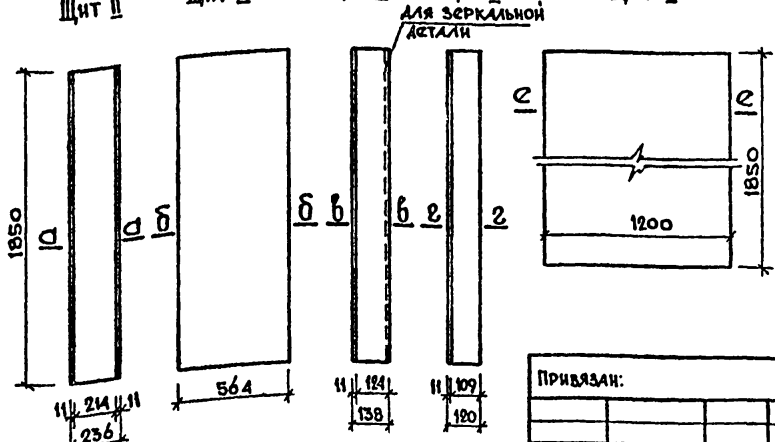 Щит II
ДЛЯ ЗЕРКАЛЬНОЙ
ДЕТАЛИ
1850
а а б б в в г г
е е
1850
1200
11 214 11
236
564
11 124
138
11 109
120
ПРИВЯЗАН: